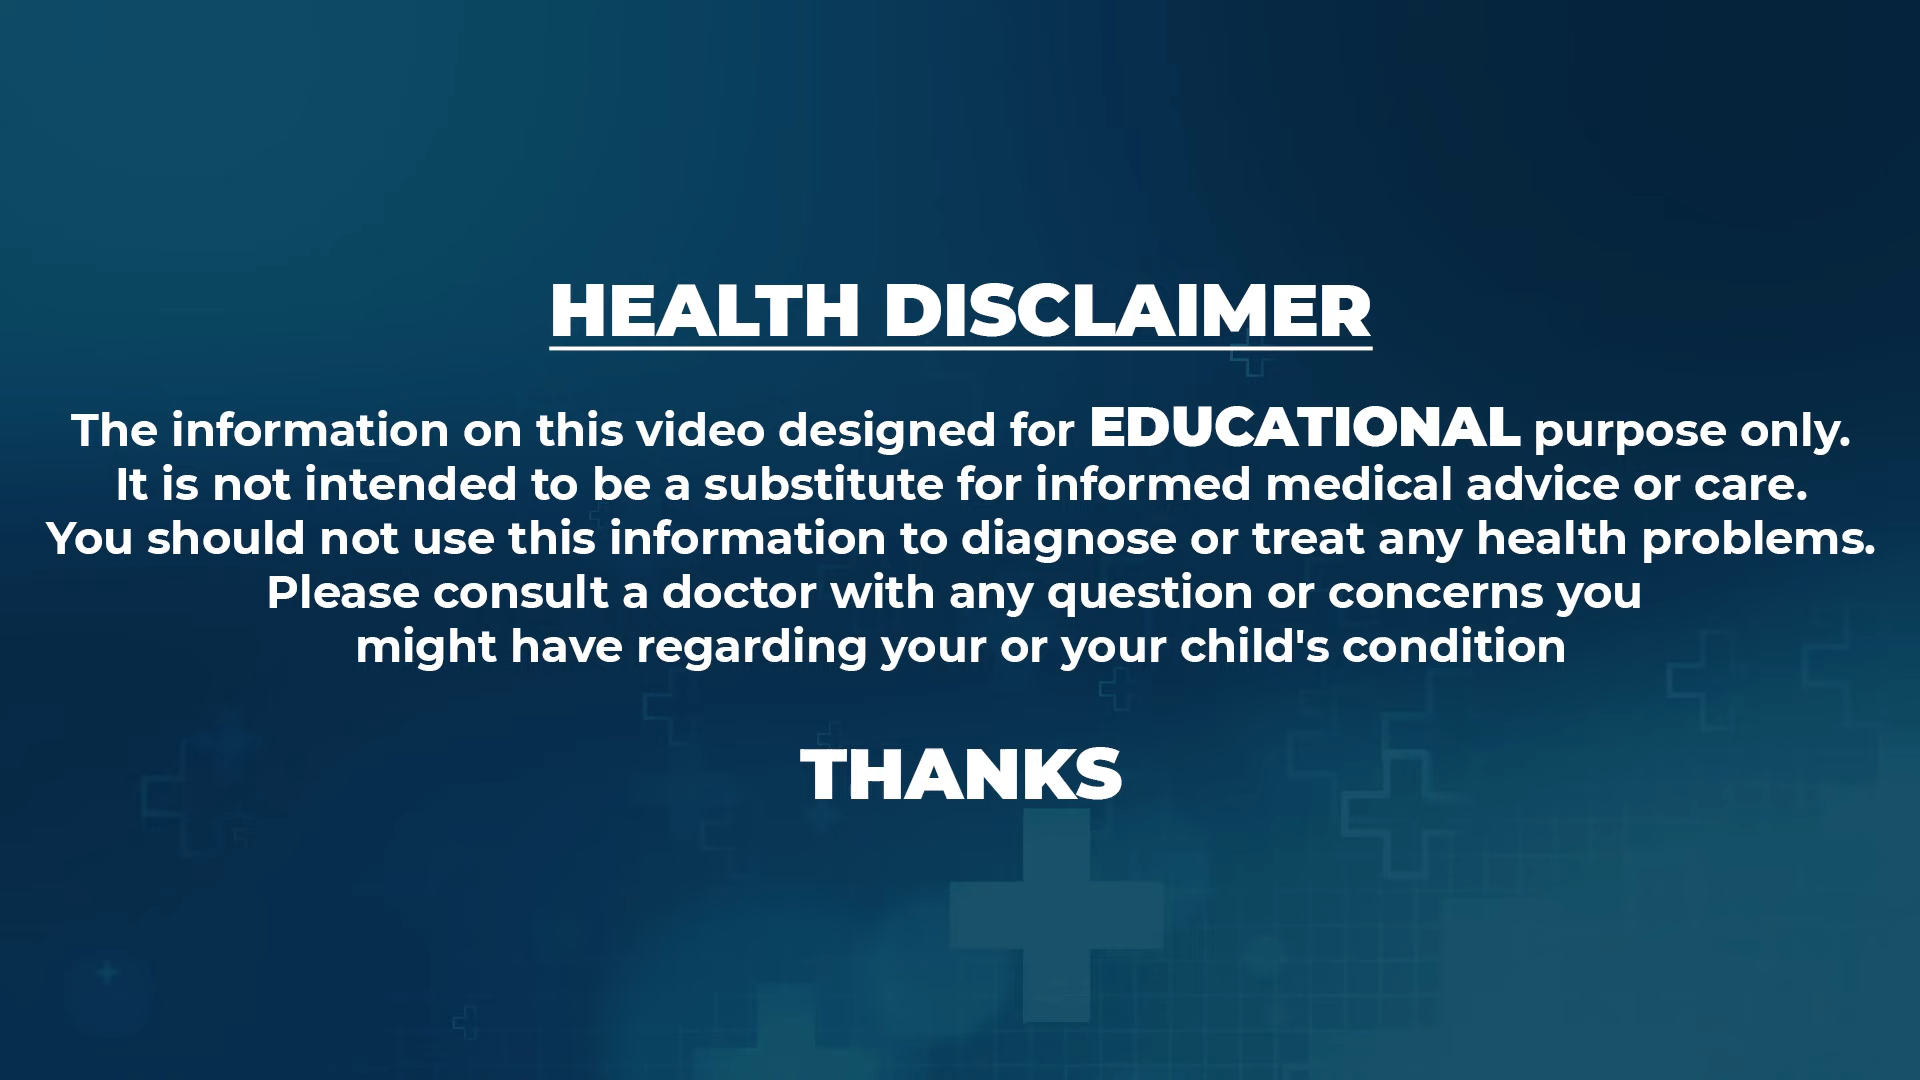 HEALTH DISCLAIMER
The information on this video designed for EDUCATIONAL purpose only.
It is not intended to be a substitute for informed medical advice or care.
You should not use this information to diagnose or treat any health problems.
Please consult a doctor with any question or concerns you
might have regarding your or your child's condition
THANKS